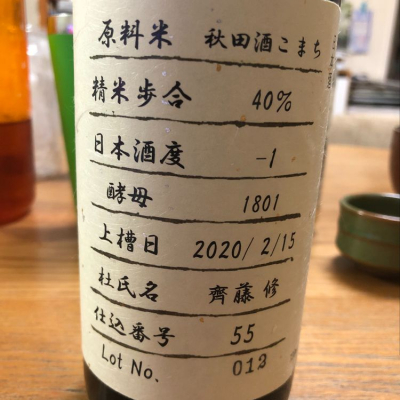 原料米 秋田酒こまち
精米歩合 40%
日本酒度 -1
酵母 1801
上槽日 2020/2/15
杜氏名 齊藤 修
仕込番号 55
Lot No. 013